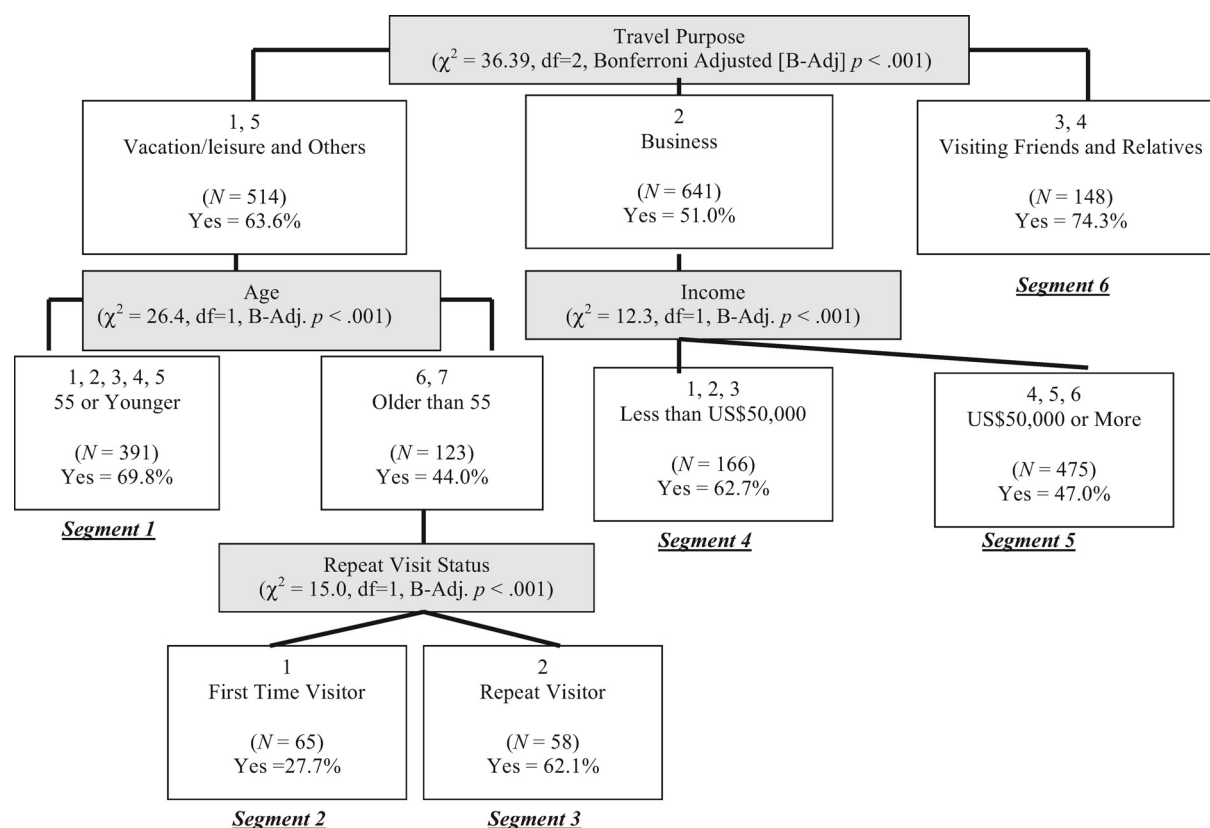 Travel Purpose
(χ² = 36.39, df=2, Bonferroni Adjusted [B-Adj] p < .001)
1, 5
Vacation/leisure and Others
(N = 514)
Yes = 63.6%
2
Business
(N = 641)
Yes = 51.0%
3, 4
Visiting Friends and Relatives
(N = 148)
Yes = 74.3%
Segment 6
Age
(χ² = 26.4, df=1, B-Adj. p < .001)
Income
(χ² = 12.3, df=1, B-Adj. p < .001)
1, 2, 3, 4, 5
55 or Younger
(N = 391)
Yes = 69.8%
Segment 1
6, 7
Older than 55
(N = 123)
Yes = 44.0%
1, 2, 3
Less than US$50,000
(N = 166)
Yes = 62.7%
Segment 4
4, 5, 6
US$50,000 or More
(N = 475)
Yes = 47.0%
Segment 5
Repeat Visit Status
(χ² = 15.0, df=1, B-Adj. p < .001)
1
First Time Visitor
(N = 65)
Yes =27.7%
Segment 2
2
Repeat Visitor
(N = 58)
Yes = 62.1%
Segment 3